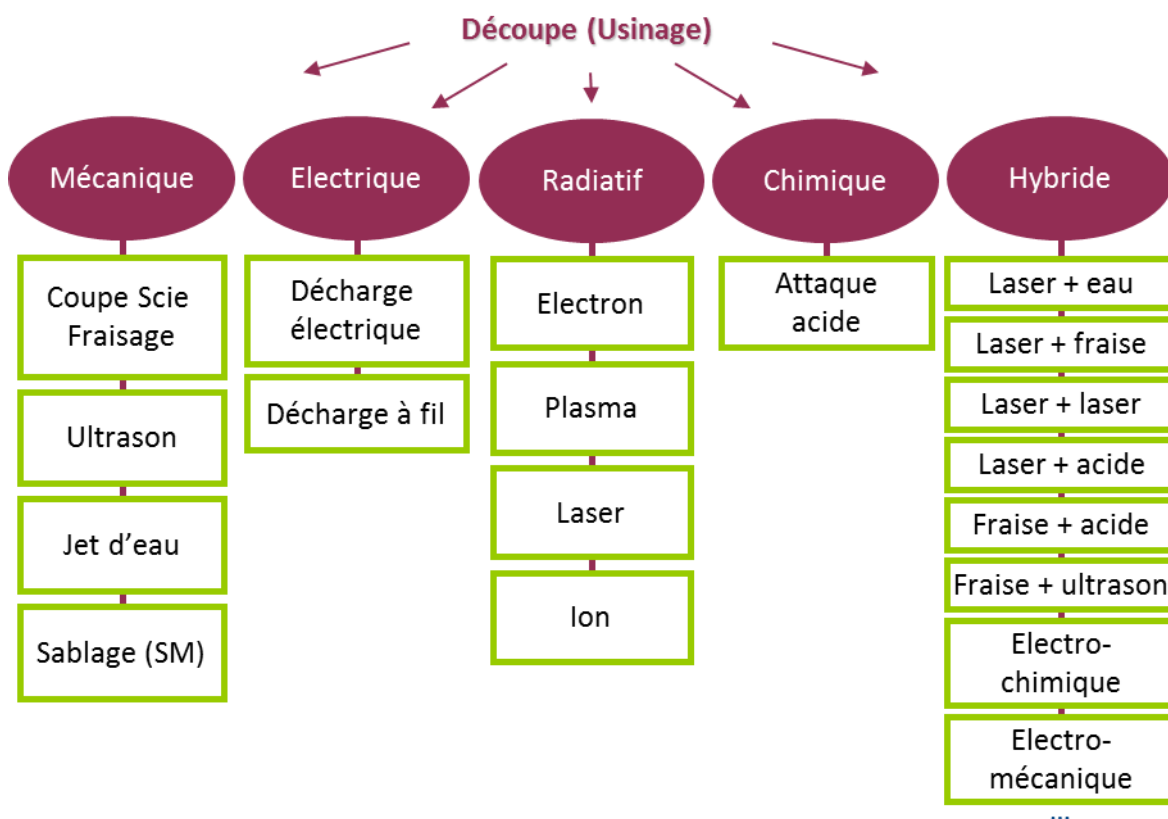 Découpe (Usinage)
Mécanique
Electrique
Radiatif
Chimique
Hybride
Coupe Scie
Fraisage
Ultrason
Jet d’eau
Sablage (SM)
Décharge
électrique
Décharge à fil
Electron
Plasma
Laser
Ion
Attaque
acide
Laser + eau
Laser + fraise
Laser + laser
Laser + acide
Fraise + acide
Fraise + ultrason
Electro-
chimique
Electro-
mécanique
...